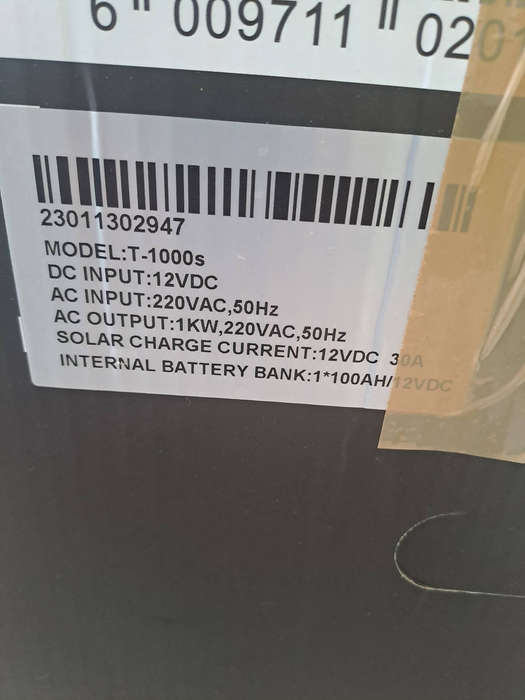 6 009711 020
23011302947
MODEL:T-1000s
DC INPUT:12VDC
AC INPUT:220VAC,50Hz
AC OUTPUT:1KW,220VAC,50Hz
SOLAR CHARGE CURRENT:12VDC 30A
INTERNAL BATTERY BANK:1*100AH/12VDC